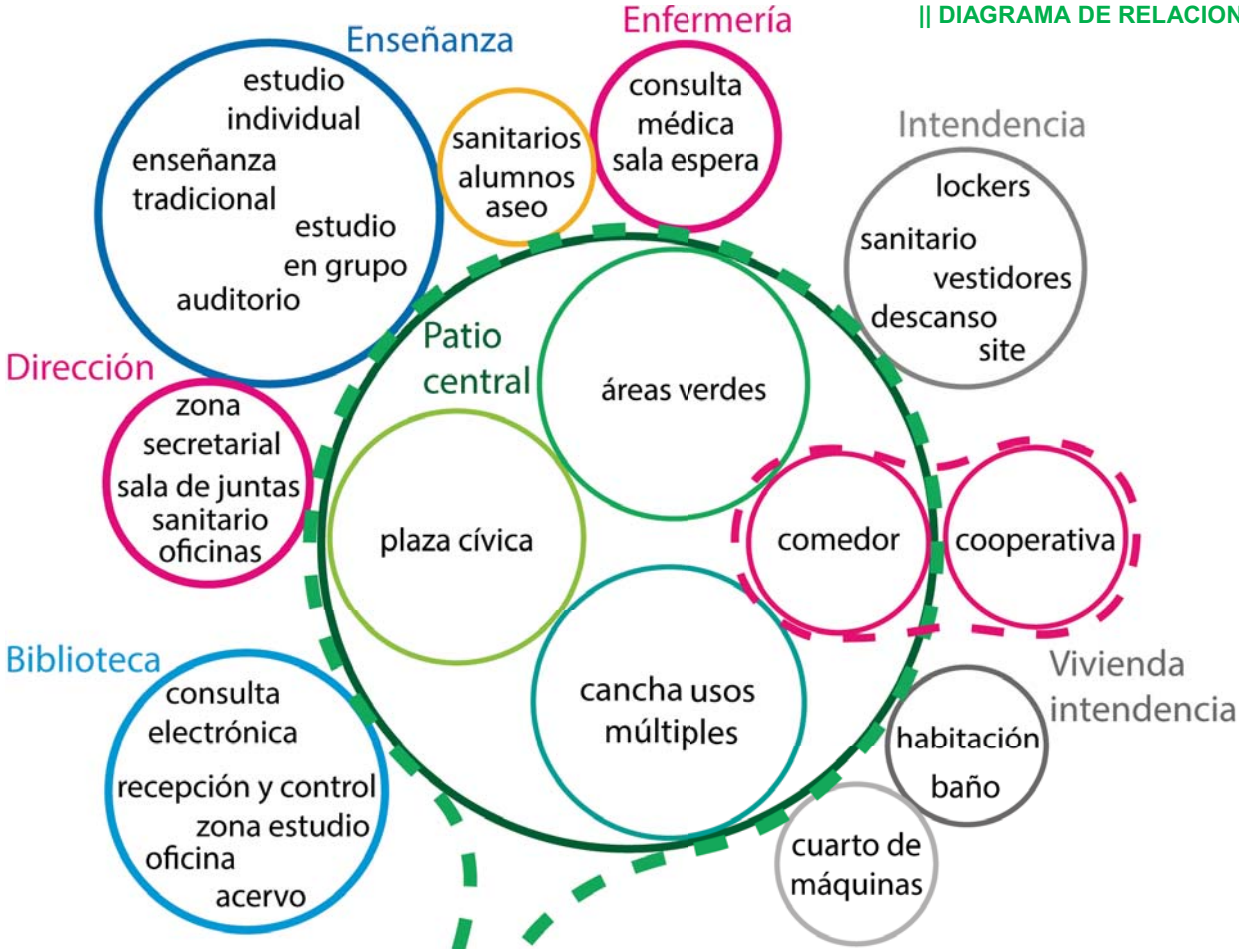 || DIAGRAMA DE RELACION
Enseñanza
estudio
individual
enseñanza
tradicional
estudio
en grupo
auditorio
sanitarios
alumnos
aseo
Enfermería
consulta
médica
sala espera
Intendencia
lockers
sanitario
vestidores
descanso
site
Dirección
zona
secretarial
sala de juntas
sanitario
oficinas
Patio
central
áreas verdes
plaza cívica
comedor
cooperativa
cancha usos
múltiples
Biblioteca
consulta
electrónica
recepción y control
zona estudio
oficina
acervo
Vivienda
intendencia
habitación
baño
cuarto de
máquinas